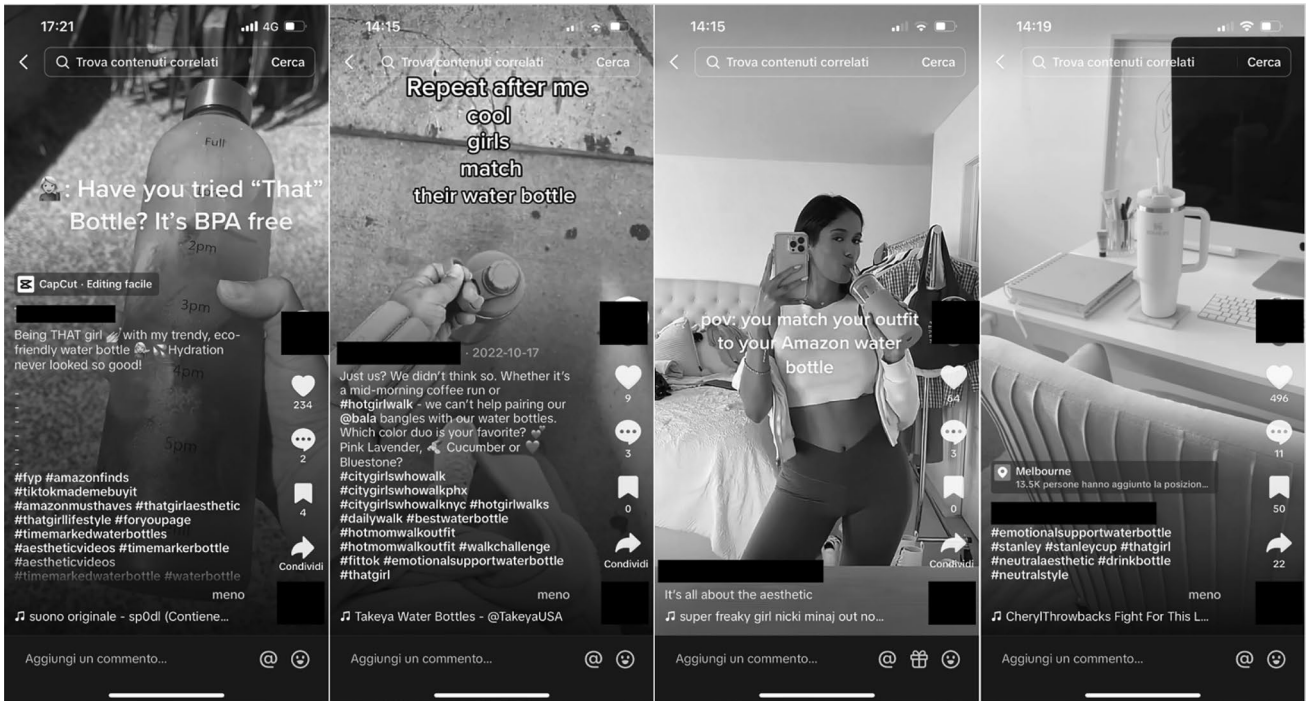 17:21
4G
Trova contenuti correlati
Cerca
Full
: Have you tried “That”
Bottle? It’s BPA free
2pm
3pm
4pm
5pm
CapCut · Editing facile
Being THAT girl 💅with my trendy, eco-
friendly water bottle Hydration
never looked so good!
-
-
-
-
-
-
#fyp #amazonfinds
#tiktokmademebuyit
#amazonmusthaves #thatgirlaesthetic
#thatgirllifestyle #foryoupage
#timemarkedwaterbottles
#aestheticvideos #timemarkerbottle
#aestheticvideos
#timemarkedwaterbottle #waterbottle
meno
suono originale - sp0dl (Contiene...
234
2
4
Condividi
Aggiungi un commento...
14:15
Trova contenuti correlati
Cerca
Repeat after me
cool
girls
match
their water bottle
· 2022-10-17
Just us? We didn’t think so. Whether it’s
a mid-morning coffee run or
#hotgirlwalk - we can’t help pairing our
@bala bangles with our water bottles.
Which color duo is your favorite? 💕
Pink Lavender, Cucumber or
Bluestone?
#citygirlswhowalk
#citygirlswhowalkphx
#citygirlswhowalknyc #hotgirlwalks
#dailywalk #bestwaterbottle
#hotmomwalkoutfit
#hotmomwalkoutfit #walkchallenge
#fittok #emotionalsupportwaterbottle
#thatgirl
meno
Takeya Water Bottles - @TakeyaUSA
9
3
0
Condividi
Aggiungi un commento...
14:15
Trova contenuti correlati
Cerca
pov: you match your outfit
to your Amazon water
bottle
64
3
0
Condividi
It’s all about the aesthetic
super freaky girl nicki minaj out no...
Aggiungi un commento...
14:19
Trova contenuti correlati
Cerca
Melbourne
13.5K persone hanno aggiunto la posizion...
#emotionalsupportwaterbottle
#stanley #stanleycup #thatgirl
#neutralaesthetic #drinkbottle
#neutralstyle
meno
CherylThrowbacks Fight For This L...
496
11
50
22
Aggiungi un commento...